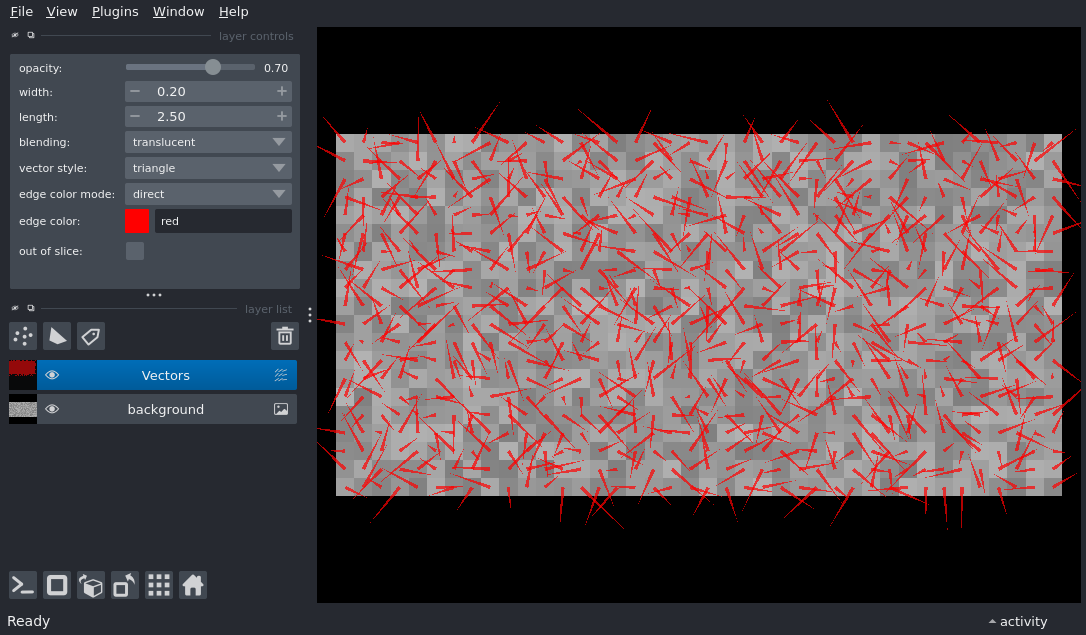 File View Plugins Window Help
layer controls
opacity: 0.70
width: 0.20
length: 2.50
blending: translucent
vector style: triangle
edge color mode: direct
edge color: red
out of slice:
layer list
Vectors
background
Ready
activity